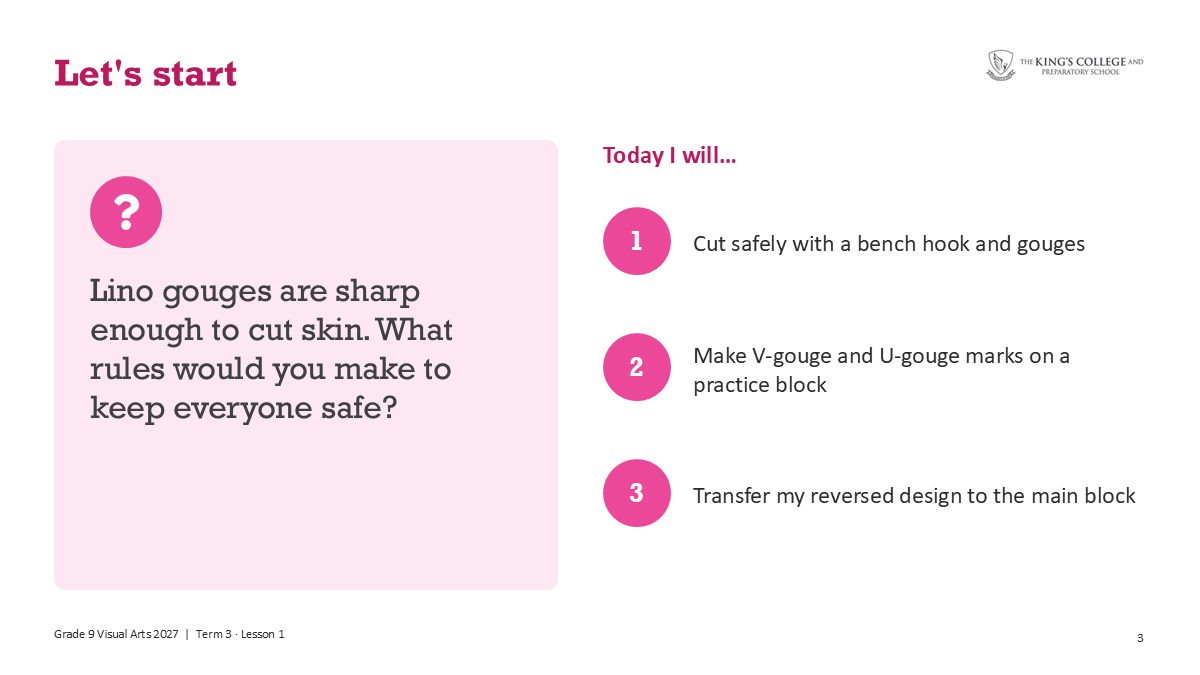 Let's start
THE KING'S COLLEGE AND
PREPARATORY SCHOOL
?
Lino gouges are sharp
enough to cut skin. What
rules would you make to
keep everyone safe?
Today I will...
1
Cut safely with a bench hook and gouges
2
Make V-gouge and U-gouge marks on a
practice block
3
Transfer my reversed design to the main block
Grade 9 Visual Arts 2027 | Term 3 · Lesson 1
3